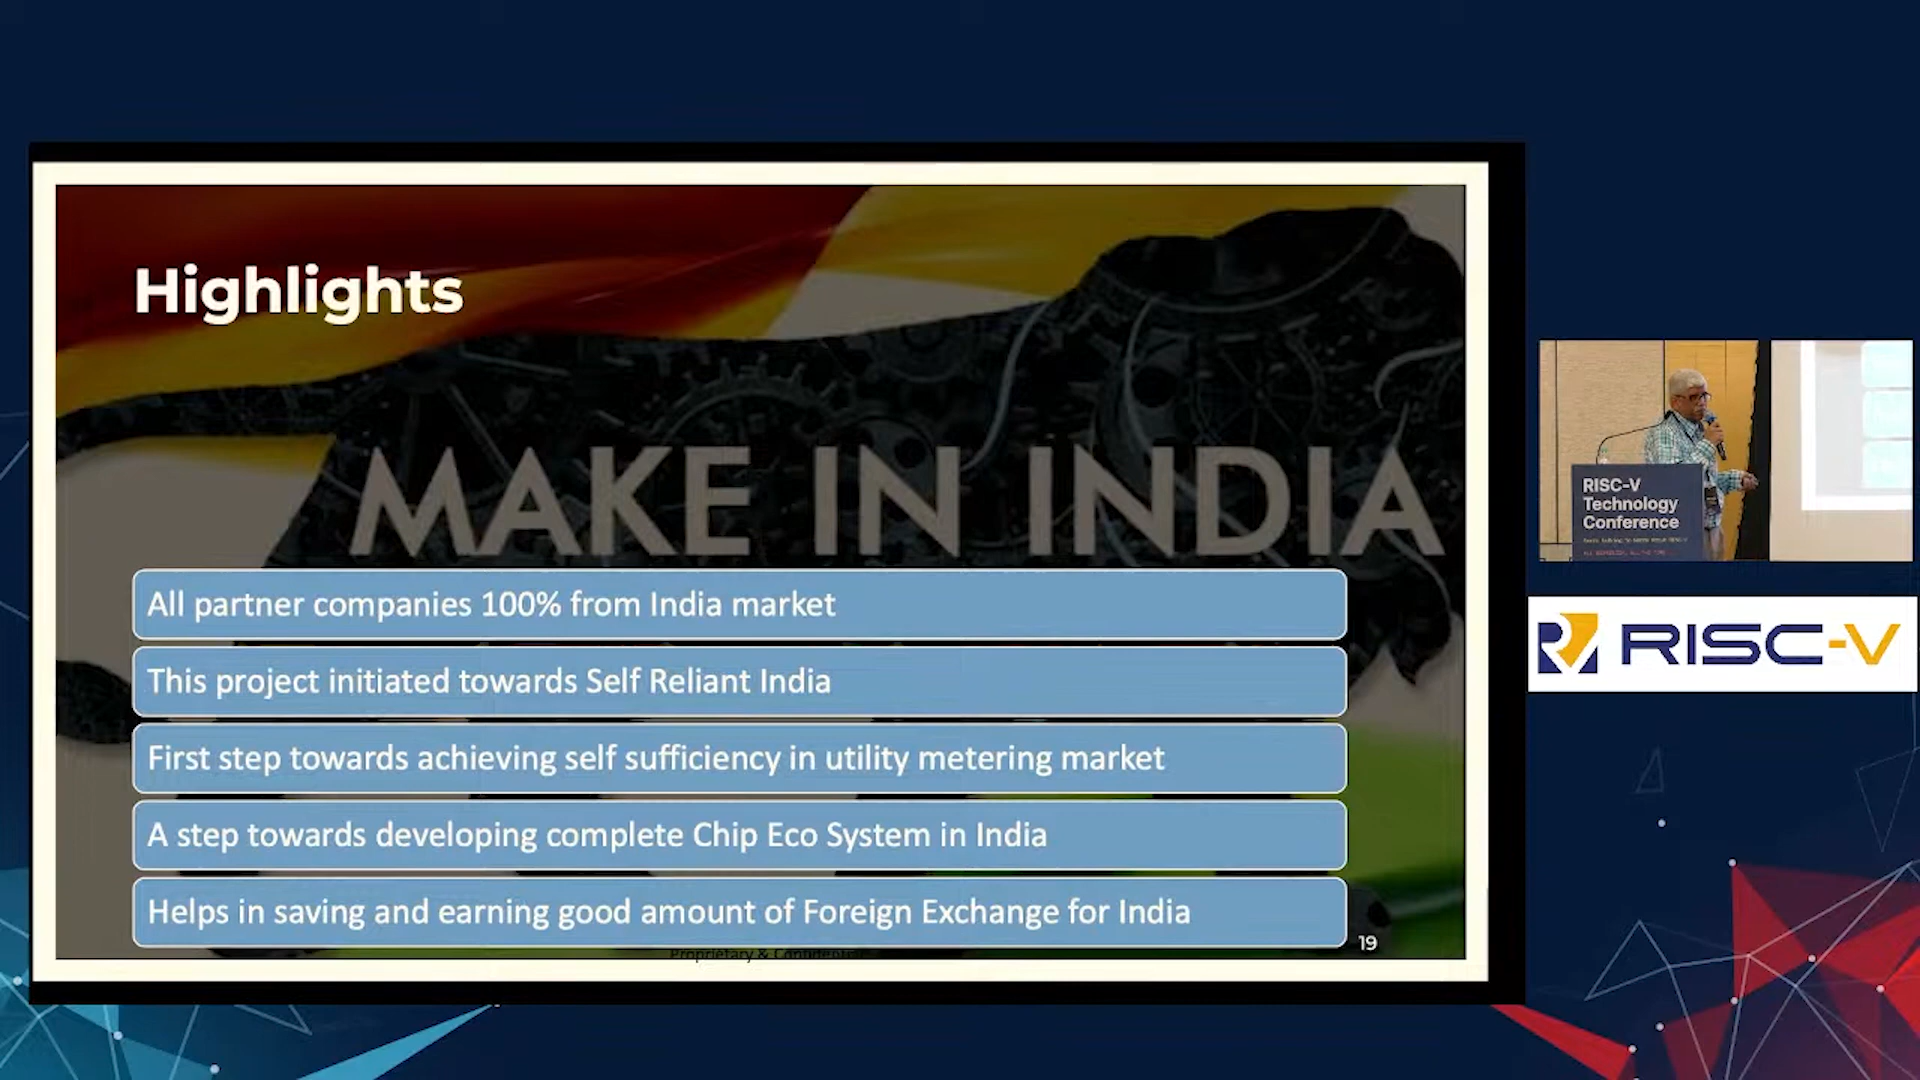 Highlights
MAKE IN INDIA
All partner companies 100% from India market
This project initiated towards Self Reliant India
First step towards achieving self sufficiency in utility metering market
A step towards developing complete Chip Eco System in India
Helps in saving and earning good amount of Foreign Exchange for India
Proprietary &
19
RISC-V
Technology
Conference
RISC-V